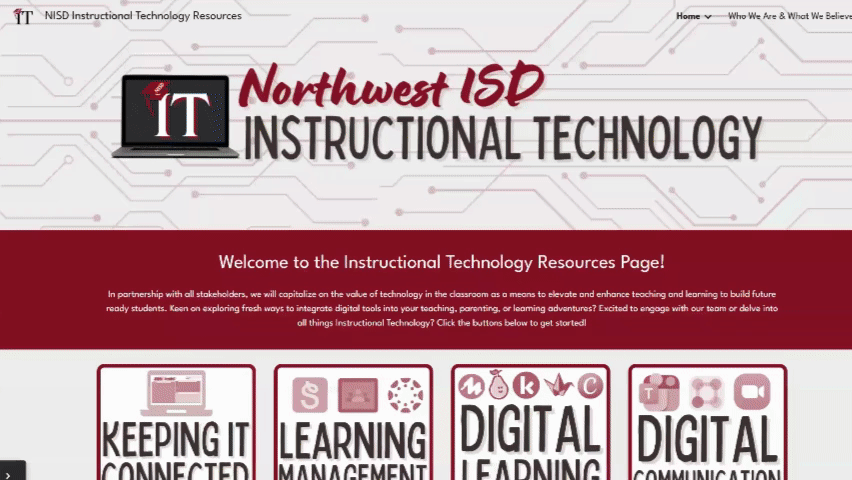 IT NISD Instructional Technology Resources
Home Who We Are & What We Believe
Northwest ISD
IT
INSTRUCTIONAL TECHNOLOGY
Welcome to the Instructional Technology Resources Page!
In partnership with all stakeholders, we will capitalize on the value of technology in the classroom as a means to elevate and enhance teaching and learning to build future
ready students. Keen on exploring fresh ways to integrate digital tools into your teaching, parenting, or learning adventures? Excited to engage with our team or delve into
all things Instructional Technology? Click the buttons below to get started!
KEEPING IT
CONNECTED
LEARNING
MANAGEMENT
DIGITAL
LEARNING
DIGITAL
COMMUNICATION